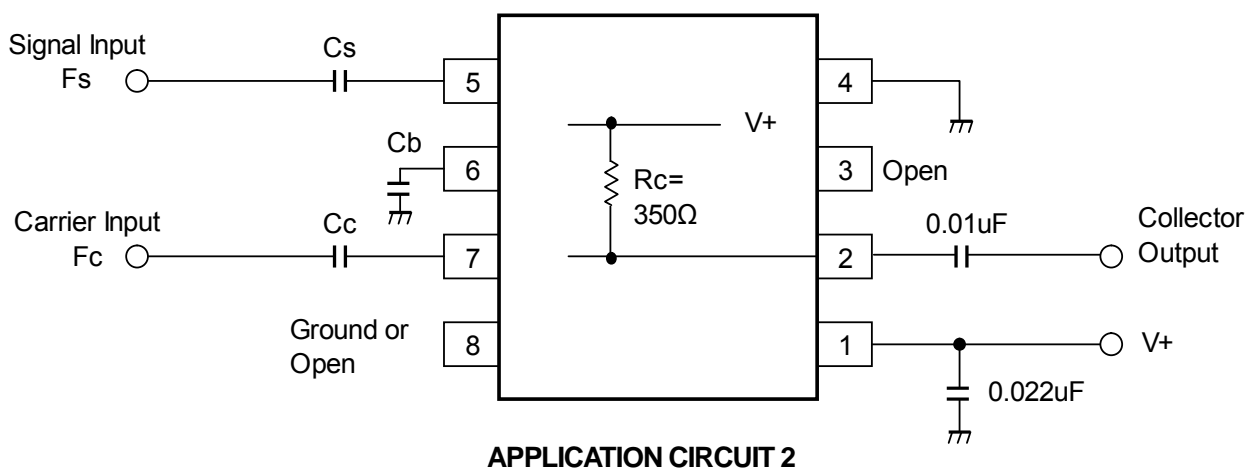 Signal Input
Fs
Cs
5
4
V+
Cb
6
3
Open
Rc=
350Ω
Carrier Input
Fc
Cc
7
2
0.01uF
Collector
Output
Ground or
Open
8
1
V+
0.022uF
APPLICATION CIRCUIT 2